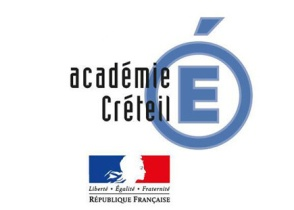 académie
Créteil
É
Liberté • Égalité • Fraternité
RÉPUBLIQUE FRANÇAISE